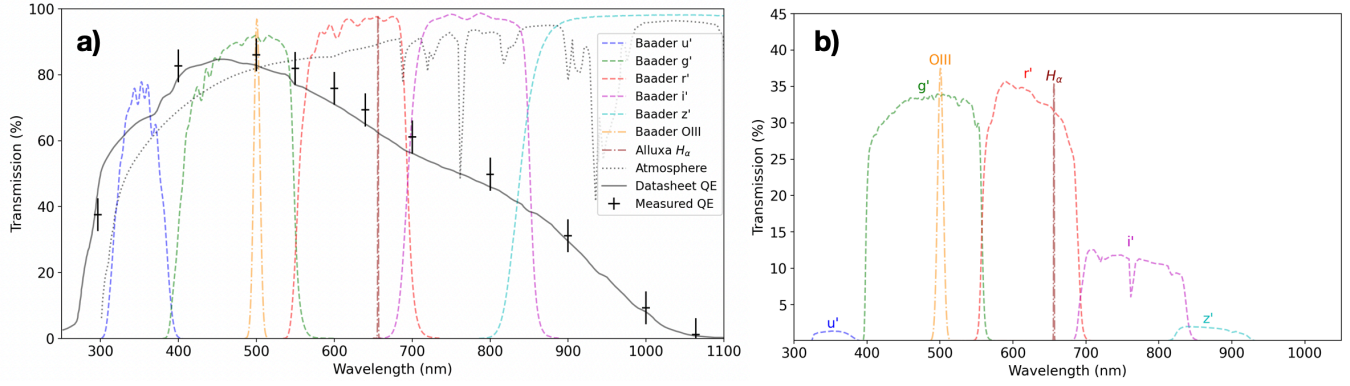 a)
100
80
60
40
20
0
Transmission (%)
300 400 500 600 700 800 900 1000 1100
Wavelength (nm)
Baader u'
Baader g'
Baader r'
Baader i'
Baader z'
Baader OIII
Alluxa Hα
Atmosphere
Datasheet QE
Measured QE
b)
45
40
35
30
25
20
15
10
5
Transmission (%)
OIII
g'
r'
Hα
i'
u'
z'
300 400 500 600 700 800 900 1000
Wavelength (nm)